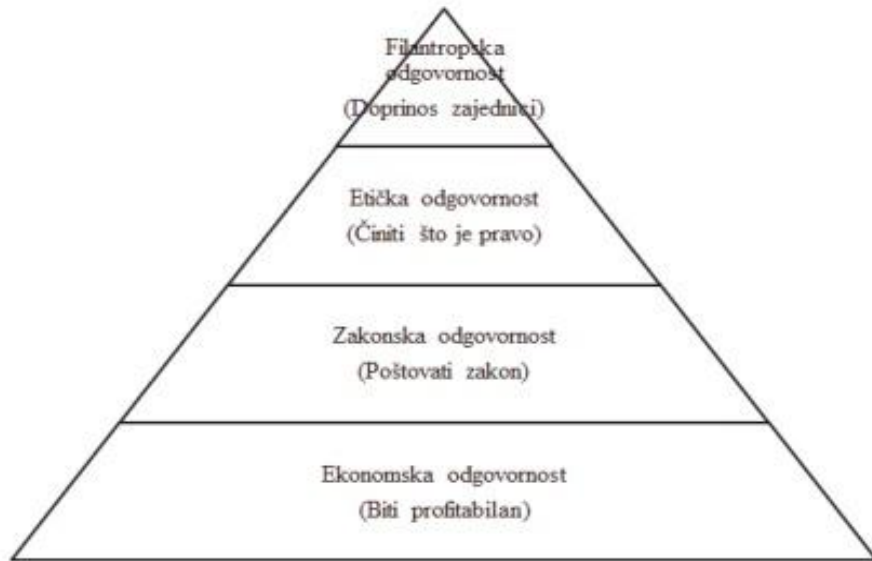 Filantropska
odgovornost
(Doprinos zajednici)
Etička odgovornost
(Činiti što je pravo)
Zakonska odgovornost
(Poštovati zakon)
Ekonomska odgovornost
(Biti profitabilan)